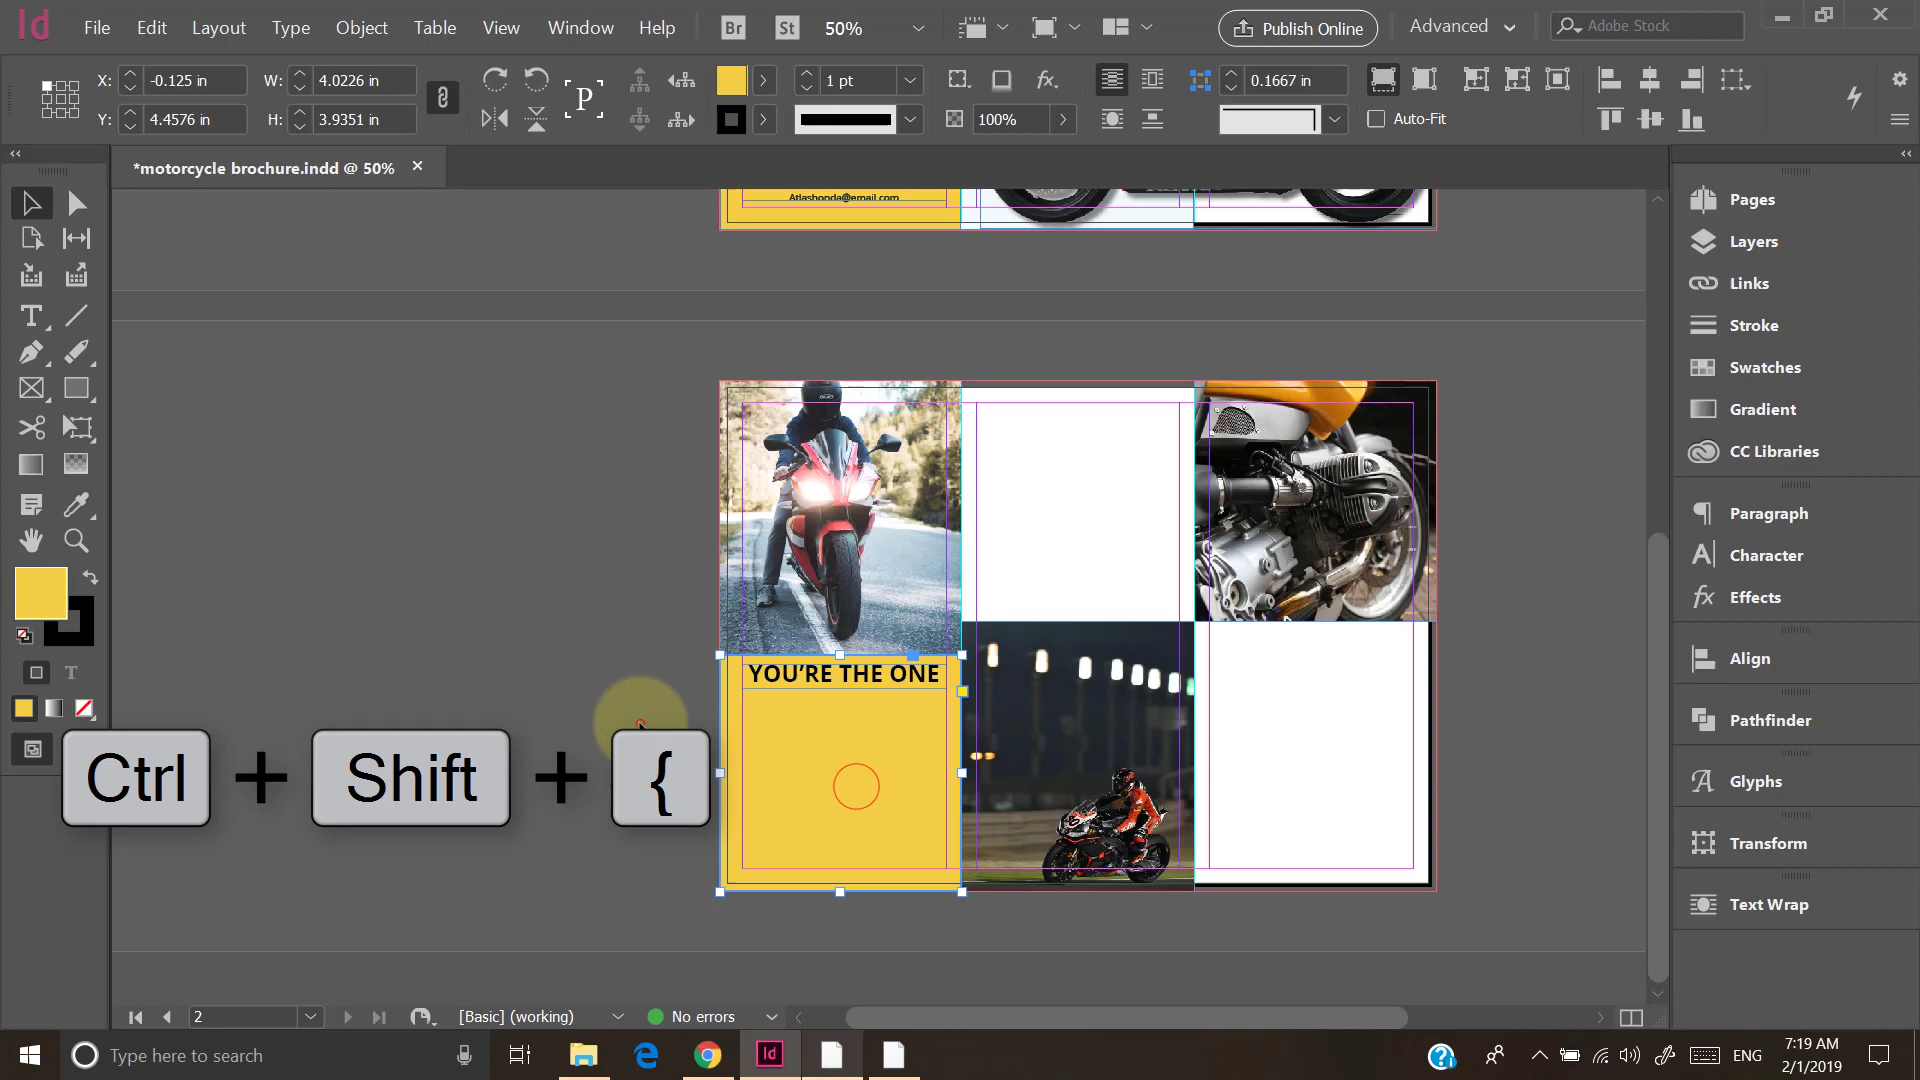 Id File Edit Layout Type Object Table View Window Help Br St 50% Publish Online Advanced Adobe Stock
X: -0.125 in W: 4.0226 in P 1 pt fx. 0.1667 in
Y: 4.4576 in H: 3.9351 in 100% Auto-Fit
*motorcycle brochure.indd @ 50%
Atlashonda@email.com
YOU'RE THE ONE
Ctrl + Shift + {
Pages
Layers
Links
Stroke
Swatches
Gradient
CC Libraries
Paragraph
Character
fx Effects
Align
Pathfinder
Glyphs
Transform
Text Wrap
2 [Basic] (working) No errors
Type here to search Id ENG 7:19 AM
2/1/2019